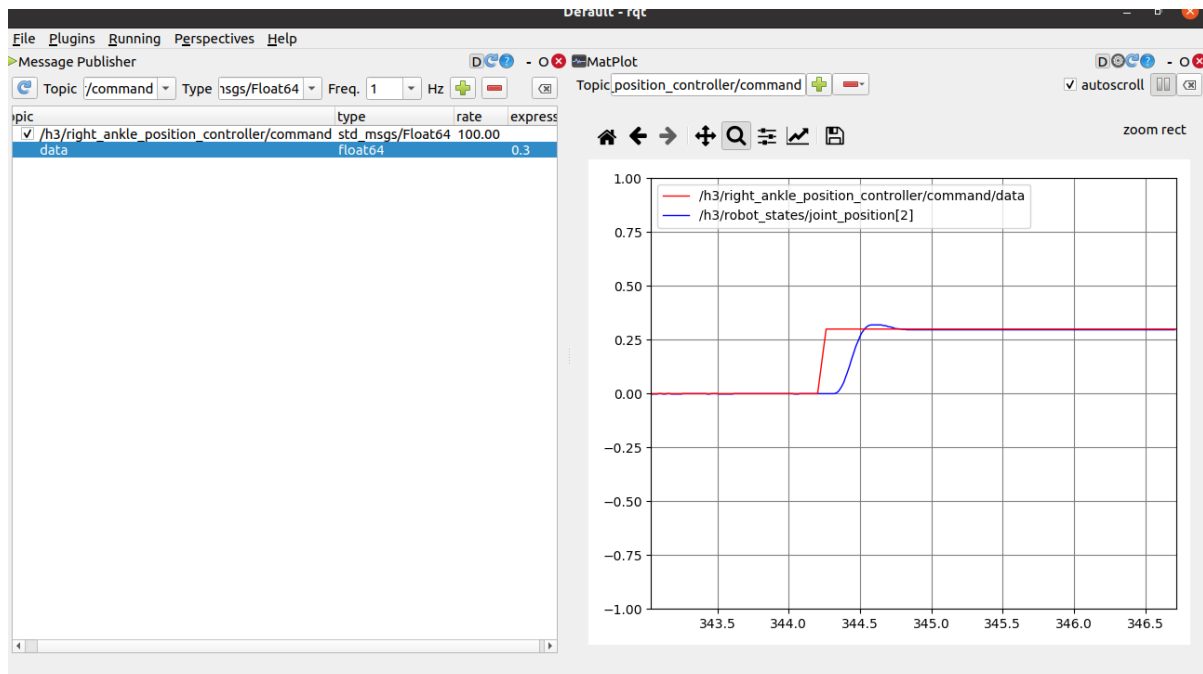 Default - rqt
File Plugins Running Perspectives Help
Message Publisher D - O
Topic /command Type nsgs/Float64 Freq. 1 Hz
opic type rate express
/h3/right_ankle_position_controller/command std_msgs/Float64 100.00
data float64 0.3
MatPlot D - O
Topic position_controller/command autoscroll
zoom rect
1.00
/h3/right_ankle_position_controller/command/data
/h3/robot_states/joint_position[2]
0.75
0.50
0.25
0.00
−0.25
−0.50
−0.75
−1.00
343.5 344.0 344.5 345.0 345.5 346.0 346.5